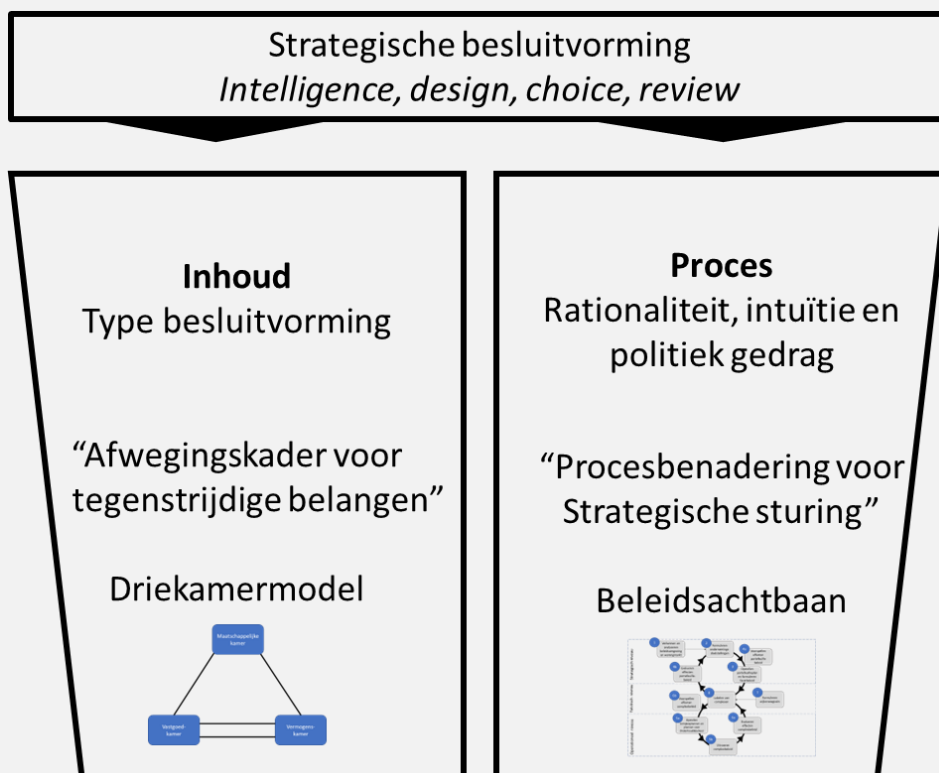 Strategische besluitvorming
Intelligence, design, choice, review
Inhoud
Type besluitvorming
“Afwegingskader voor
tegenstrijdige belangen”
Driekamermodel
Maatschappelijke
kamer
Vastgoed-
kamer
Vermogens-
kamer
Proces
Rationaliteit, intuïtie en
politiek gedrag
“Procesbenadering voor
Strategische sturing”
Beleidsachtbaan